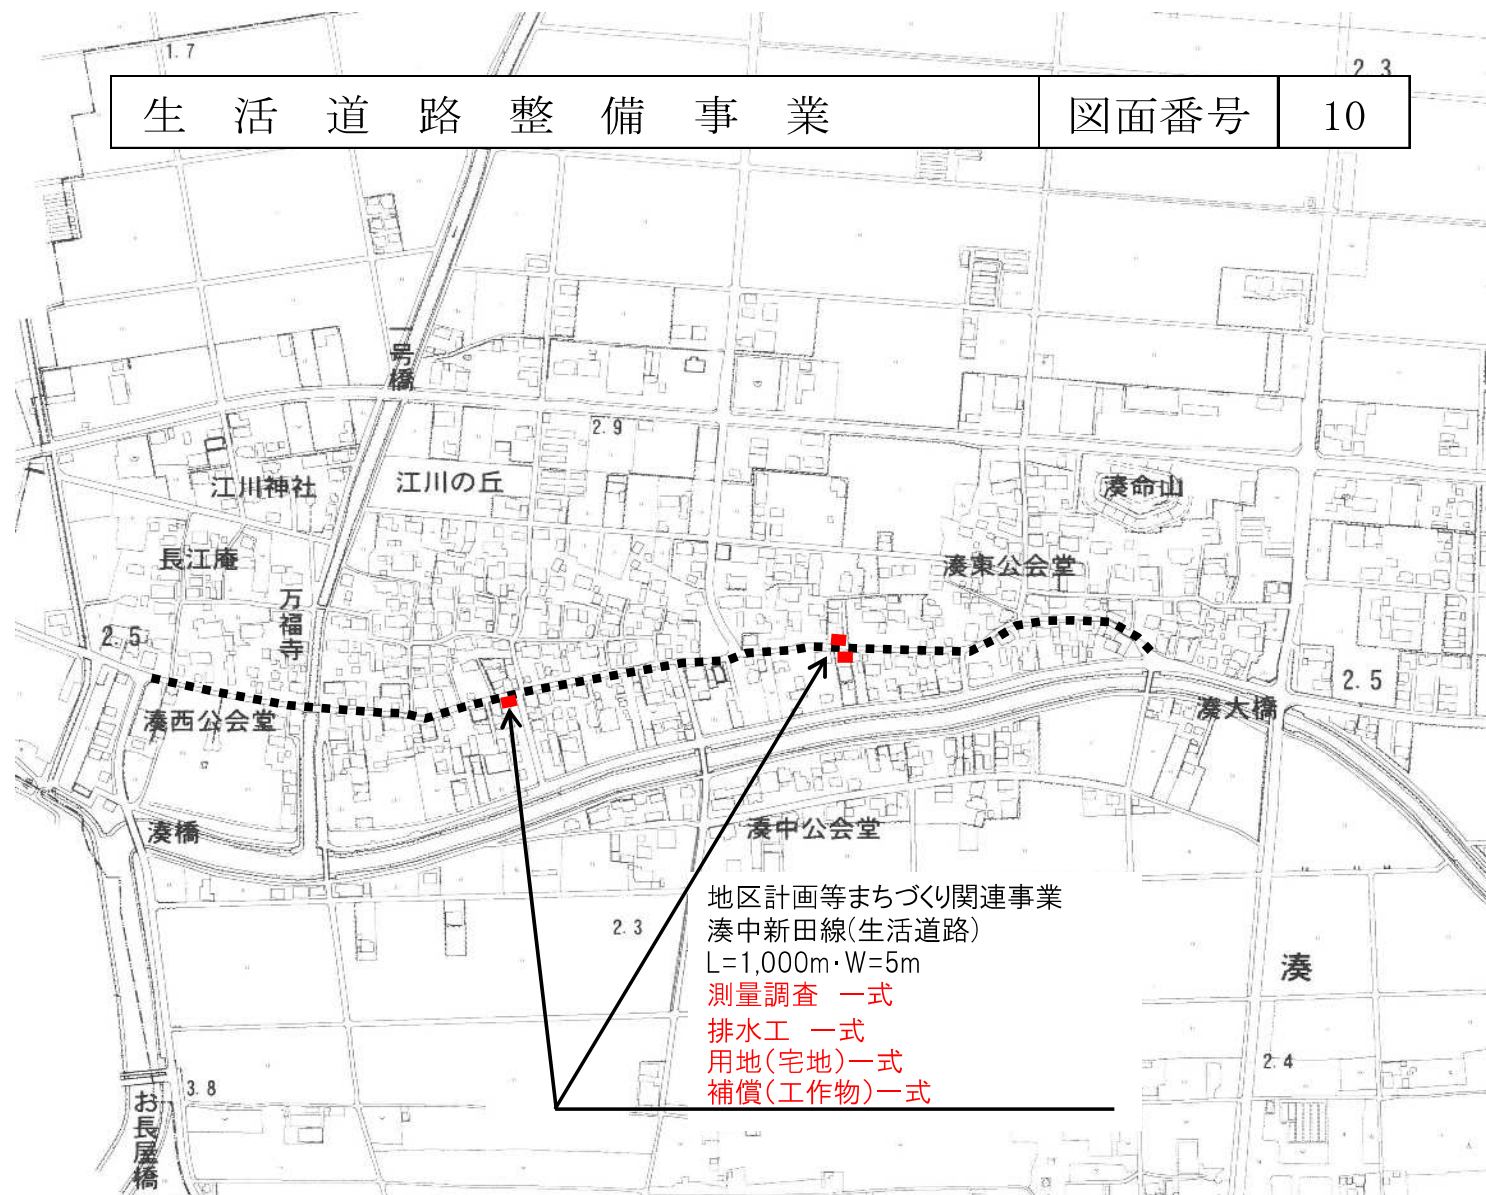 1.7
2.3
生活道路整備事業 図面番号 10
一号橋
2.9
江川神社
江川の丘
湊命山
長江庵
湊東公会堂
万福寺
2.5
2.5
湊西公会堂
湊大橋
湊橋
湊中公会堂
地区計画等まちづくり関連事業
湊中新田線(生活道路)
L=1,000m・W=5m
測量調査 一式
排水工 一式
用地(宅地)一式
補償(工作物)一式
2.3
湊
2.4
3.8
お長屋橋